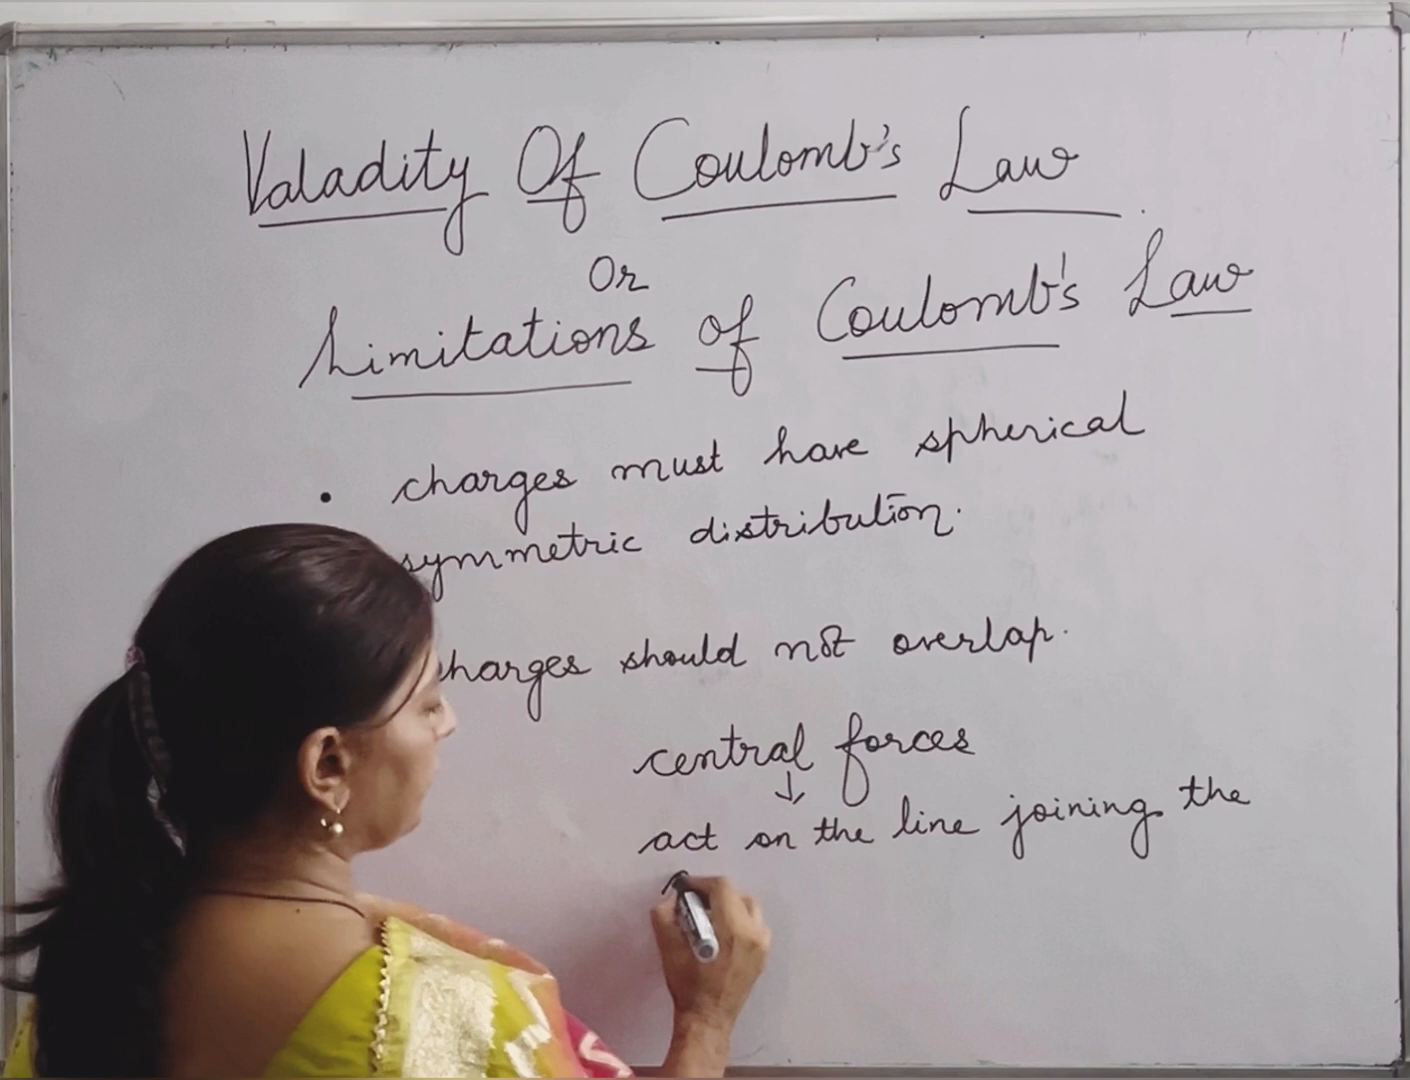 Valadity Of Coulomb's Law
Or
Limitations of Coulomb's Law
• charges must have spherical
symmetric distribution.
charges should not overlap.
central forces
↓
act on the line joining the